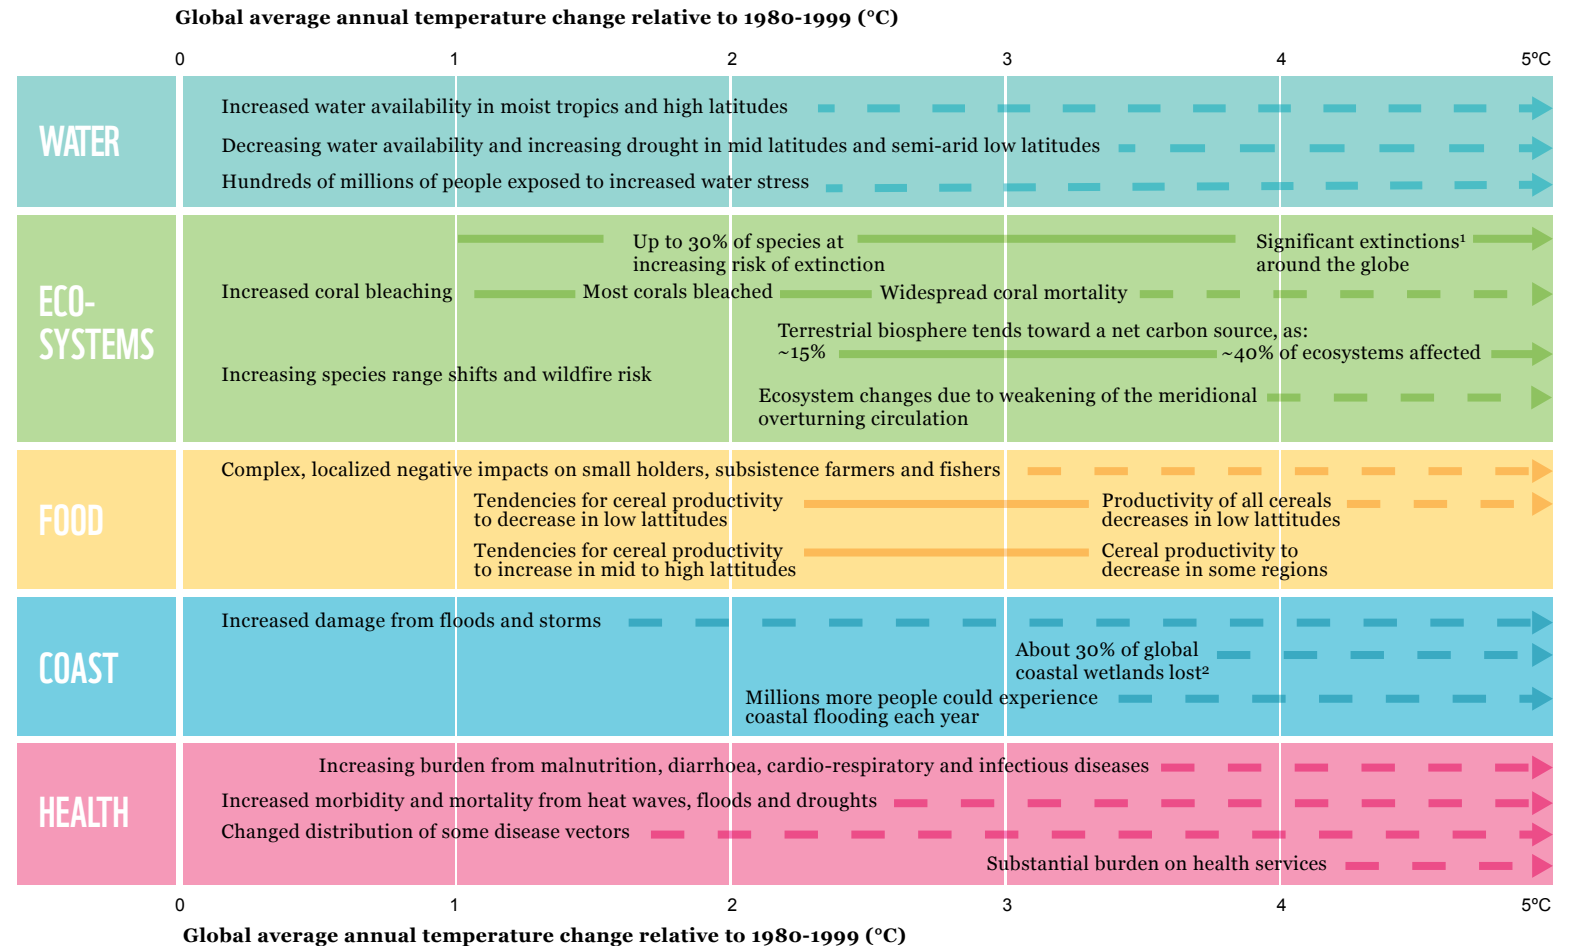 Global average annual temperature change relative to 1980-1999 (°C)
0 1 2 3 4 5ºC
WATER
Increased water availability in moist tropics and high latitudes
Decreasing water availability and increasing drought in mid latitudes and semi-arid low latitudes
Hundreds of millions of people exposed to increased water stress
ECO-
SYSTEMS
Up to 30% of species at
increasing risk of extinction
Significant extinctions¹
around the globe
Increased coral bleaching
Most corals bleached
Widespread coral mortality
Terrestrial biosphere tends toward a net carbon source, as:
~15%
~40% of ecosystems affected
Increasing species range shifts and wildfire risk
Ecosystem changes due to weakening of the meridional
overturning circulation
FOOD
Complex, localized negative impacts on small holders, subsistence farmers and fishers
Tendencies for cereal productivity
to decrease in low lattitudes
Productivity of all cereals
decreases in low lattitudes
Tendencies for cereal productivity
to increase in mid to high lattitudes
Cereal productivity to
decrease in some regions
COAST
Increased damage from floods and storms
About 30% of global
coastal wetlands lost²
Millions more people could experience
coastal flooding each year
HEALTH
Increasing burden from malnutrition, diarrhoea, cardio-respiratory and infectious diseases
Increased morbidity and mortality from heat waves, floods and droughts
Changed distribution of some disease vectors
Substantial burden on health services
0 1 2 3 4 5ºC
Global average annual temperature change relative to 1980-1999 (°C)